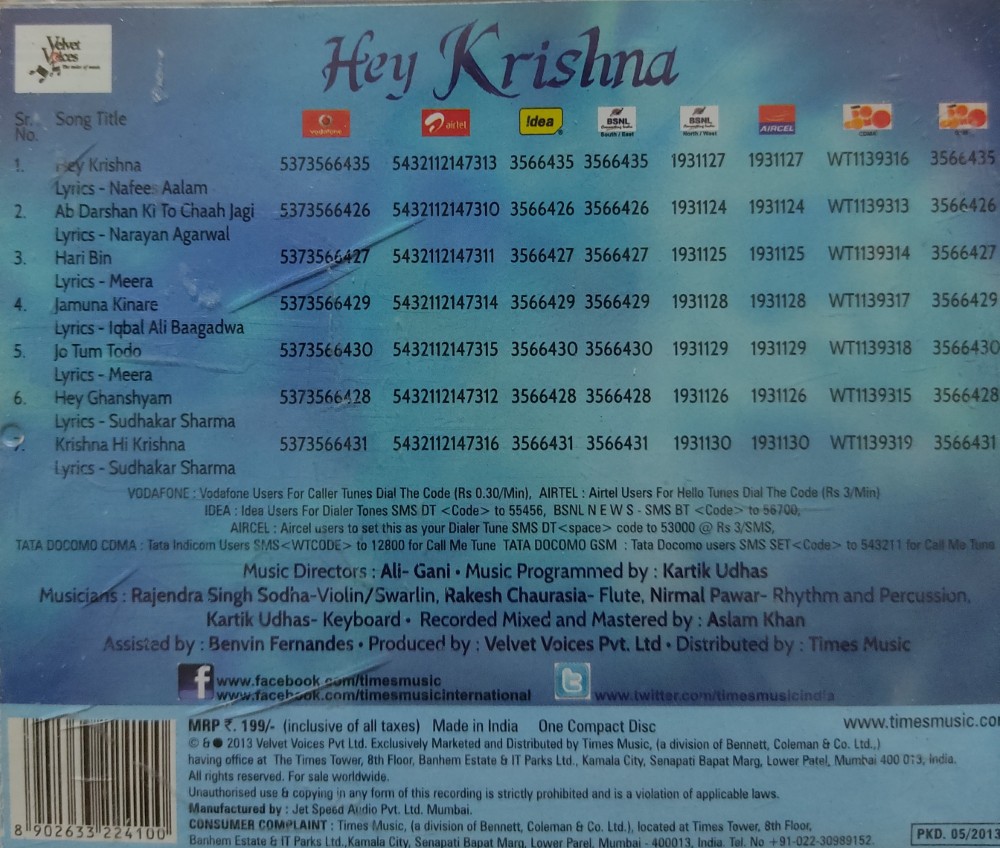 Velvet Voices
Hey Krishna
Sr. No. Song Title vodafone airtel !dea BSNL South / East BSNL North / West AIRCEL
1. Hey Krishna 5373566435 5432112147313 3566435 3566435 1931127 1931127 WT1139316 3566435
Lyrics - Nafees Aalam
2. Ab Darshan Ki To Chaah Jagi 5373566426 5432112147310 3566426 3566426 1931124 1931124 WT1139313 3566426
Lyrics - Narayan Agarwal
3. Hari Bin 5373566427 5432112147311 3566427 3566427 1931125 1931125 WT1139314 3566427
Lyrics - Meera
4. Jamuna Kinare 5373566429 5432112147314 3566429 3566429 1931128 1931128 WT1139317 3566429
Lyrics - Iqbal Ali Baagadwa
5. Jo Tum Todo 5373566430 5432112147315 3566430 3566430 1931129 1931129 WT1139318 3566430
Lyrics - Meera
6. Hey Ghanshyam 5373566428 5432112147312 3566428 3566428 1931126 1931126 WT1139315 3566428
Lyrics - Sudhakar Sharma
7. Krishna Hi Krishna 5373566431 5432112147316 3566431 3566431 1931130 1931130 WT1139319 3566431
Lyrics - Sudhakar Sharma
VODAFONE : Vodafone Users For Caller Tunes Dial The Code (Rs 0.30/Min), AIRTEL : Airtel Users For Hello Tunes Dial The Code (Rs 3/Min)
IDEA : Idea Users For Dialer Tones SMS DT <Code> to 55456, BSNL N E W S - SMS BT <Code> to 56700,
AIRCEL : Aircel users to set this as your Dialer Tune SMS DT<space> code to 53000 @ Rs 3/SMS,
TATA DOCOMO CDMA : Tata Indicom Users SMS<WTCODE> to 12800 for Call Me Tune TATA DOCOMO GSM : Tata Docomo users SMS SET<Code> to 543211 for Call Me Tune
Music Directors : Ali- Gani • Music Programmed by : Kartik Udhas
Musicians : Rajendra Singh Sodha-Violin/Swarlin, Rakesh Chaurasia- Flute, Nirmal Pawar- Rhythm and Percussion,
Kartik Udhas- Keyboard • Recorded Mixed and Mastered by : Aslam Khan
Assisted by : Benvin Fernandes • Produced by : Velvet Voices Pvt. Ltd • Distributed by : Times Music
f www.facebook.com/timesmusic
www.facebook.com/timesmusicinternational t www.twitter.com/timesmusicindia
MRP ₹. 199/- (inclusive of all taxes) Made in India One Compact Disc www.timesmusic.com
© & ● 2013 Velvet Voices Pvt Ltd. Exclusively Marketed and Distributed by Times Music, (a division of Bennett, Coleman & Co. Ltd.,)
having office at The Times Tower, 8th Floor, Banhem Estate & IT Parks Ltd., Kamala City, Senapati Bapat Marg, Lower Patel, Mumbai 400 013, India.
All rights reserved. For sale worldwide.
Unauthorised use & copying in any form of this recording is strictly prohibited and is a violation of applicable laws.
Manufactured by : Jet Speed Audio Pvt. Ltd. Mumbai.
CONSUMER COMPLAINT : Times Music, (a division of Bennett, Coleman & Co. Ltd.), located at Times Tower, 8th Floor,
Banhem Estate & IT Parks Ltd.,Kamala City, Senapati Bapat Marg, Lower Parel, Mumbai - 400013, India. Tel. No +91-022-30989152.
8 902633 224100
PKD. 05/2013